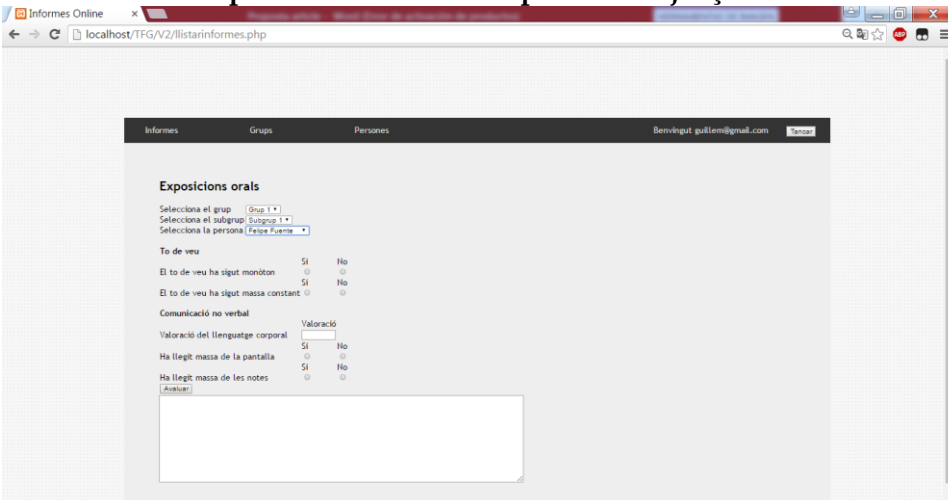 Informes Online
localhost/TFG/V2/llistarinformes.php
ABP
Informes Grups Persones Benvingut guillem@gmail.com Tancar
Exposicions orals
Selecciona el grup Grup 1
Selecciona el subgrup Subgrup 1
Selecciona la persona Felipe Fuente
To de veu
Sí No
El to de veu ha sigut monòton
Sí No
El to de veu ha sigut massa constant
Comunicació no verbal
Valoració
Valoració del llenguatge corporal
Sí No
Ha llegit massa de la pantalla
Sí No
Ha llegit massa de les notes
Avaluar